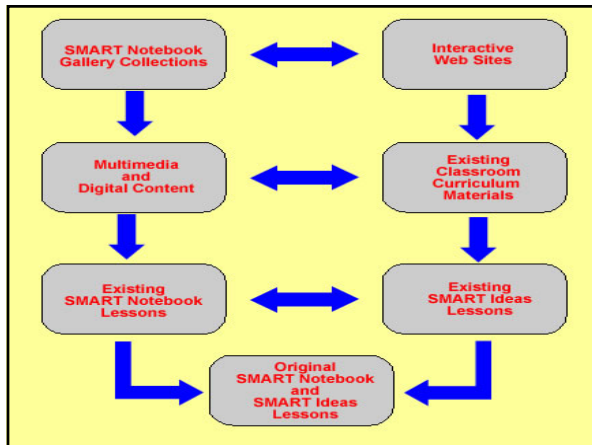 SMART Notebook
Gallery Collections
Interactive
Web Sites
Multimedia
and
Digital Content
Existing
Classroom
Curriculum
Materials
Existing
SMART Notebook
Lessons
Existing
SMART Ideas
Lessons
Original
SMART Notebook
and
SMART Ideas
Lessons